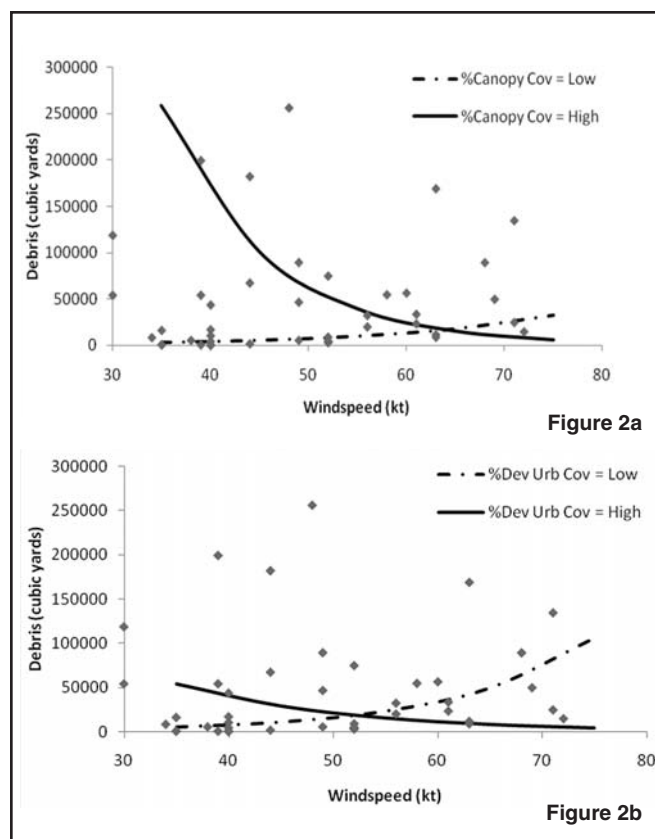 300000
250000
200000
150000
100000
50000
0
Debris (cubic yards)
%Canopy Cov = Low
%Canopy Cov = High
30 40 50 60 70 80
Windspeed (kt)
Figure 2a
300000
250000
200000
150000
100000
50000
0
Debris (cubic yards)
%Dev Urb Cov = Low
%Dev Urb Cov = High
30 40 50 60 70 80
Windspeed (kt)
Figure 2b